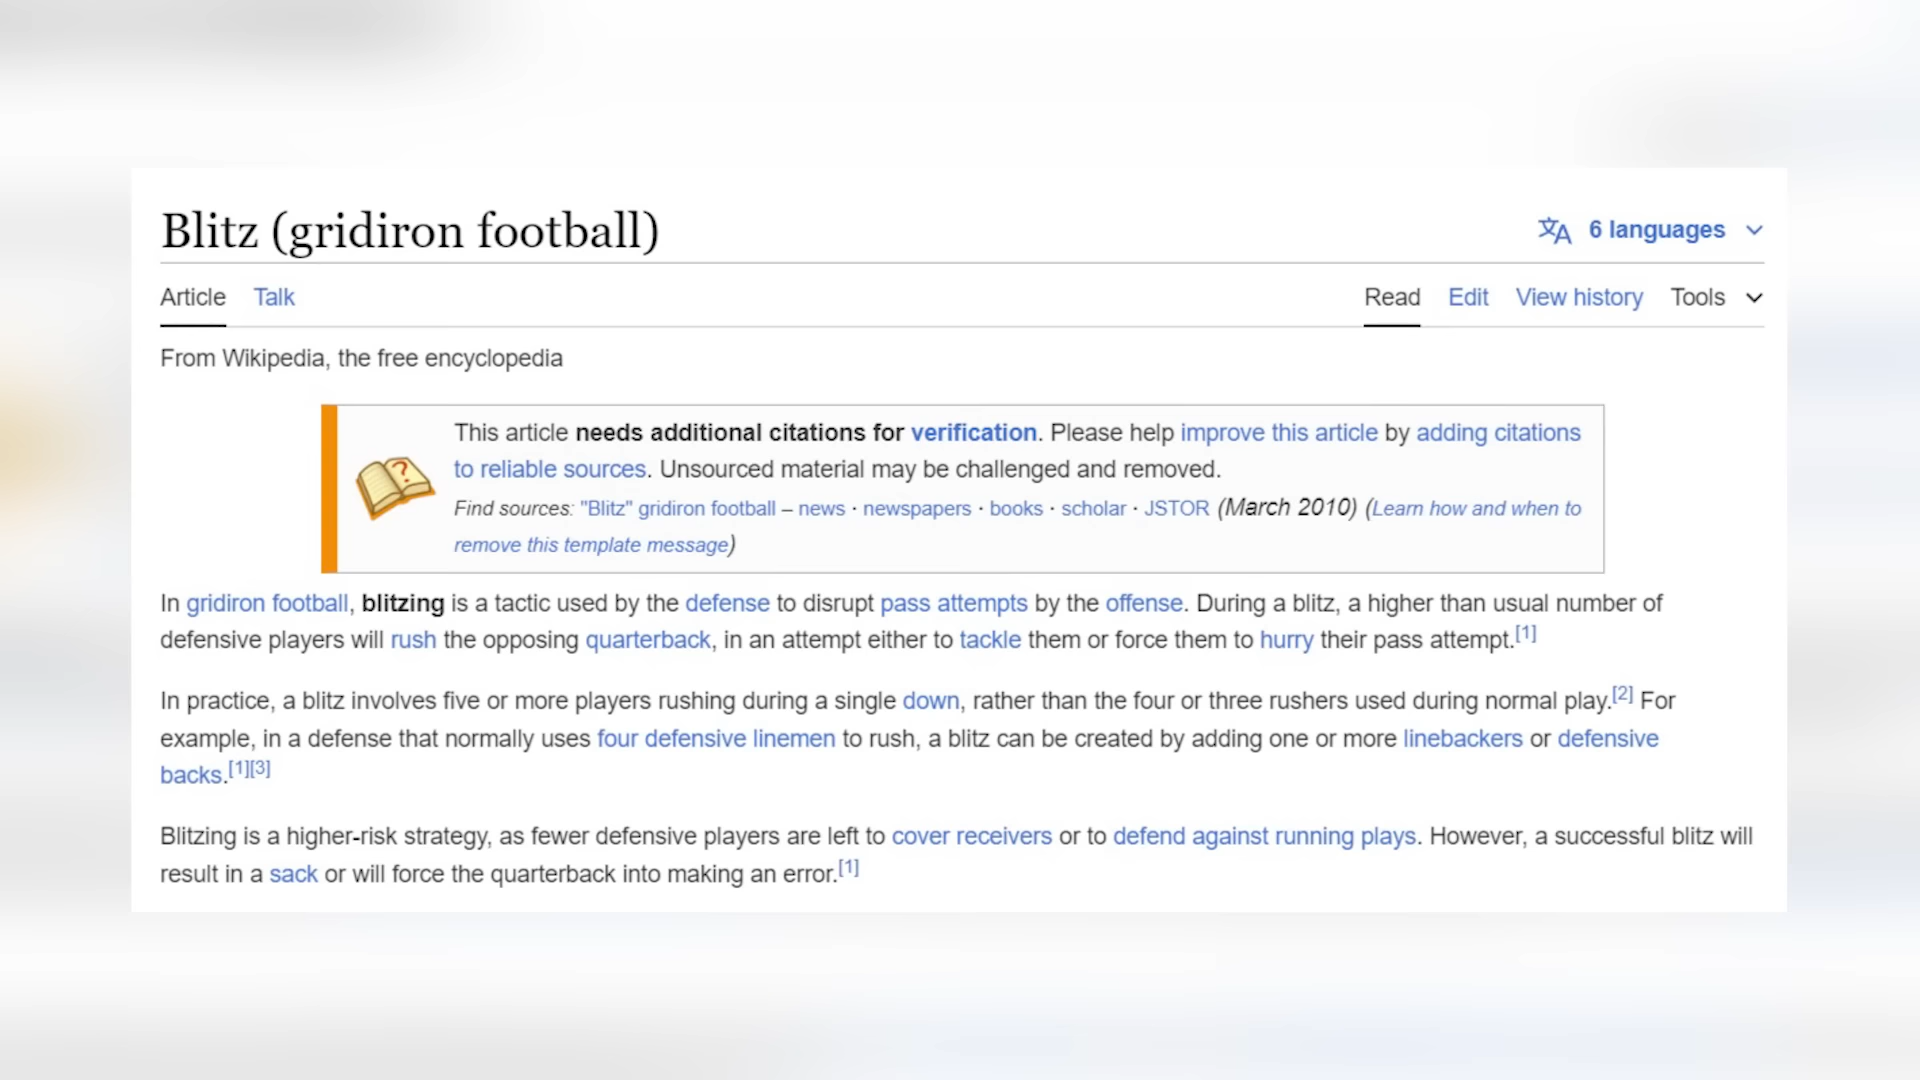 Blitz (gridiron football)
6 languages
Article Talk
Read Edit View history Tools
From Wikipedia, the free encyclopedia
This article needs additional citations for verification. Please help improve this article by adding citations
to reliable sources. Unsourced material may be challenged and removed.
Find sources: "Blitz" gridiron football – news · newspapers · books · scholar · JSTOR (March 2010) (Learn how and when to
remove this template message)
In gridiron football, blitzing is a tactic used by the defense to disrupt pass attempts by the offense. During a blitz, a higher than usual number of
defensive players will rush the opposing quarterback, in an attempt either to tackle them or force them to hurry their pass attempt.[1]
In practice, a blitz involves five or more players rushing during a single down, rather than the four or three rushers used during normal play.[2] For
example, in a defense that normally uses four defensive linemen to rush, a blitz can be created by adding one or more linebackers or defensive
backs.[1][3]
Blitzing is a higher-risk strategy, as fewer defensive players are left to cover receivers or to defend against running plays. However, a successful blitz will
result in a sack or will force the quarterback into making an error.[1]